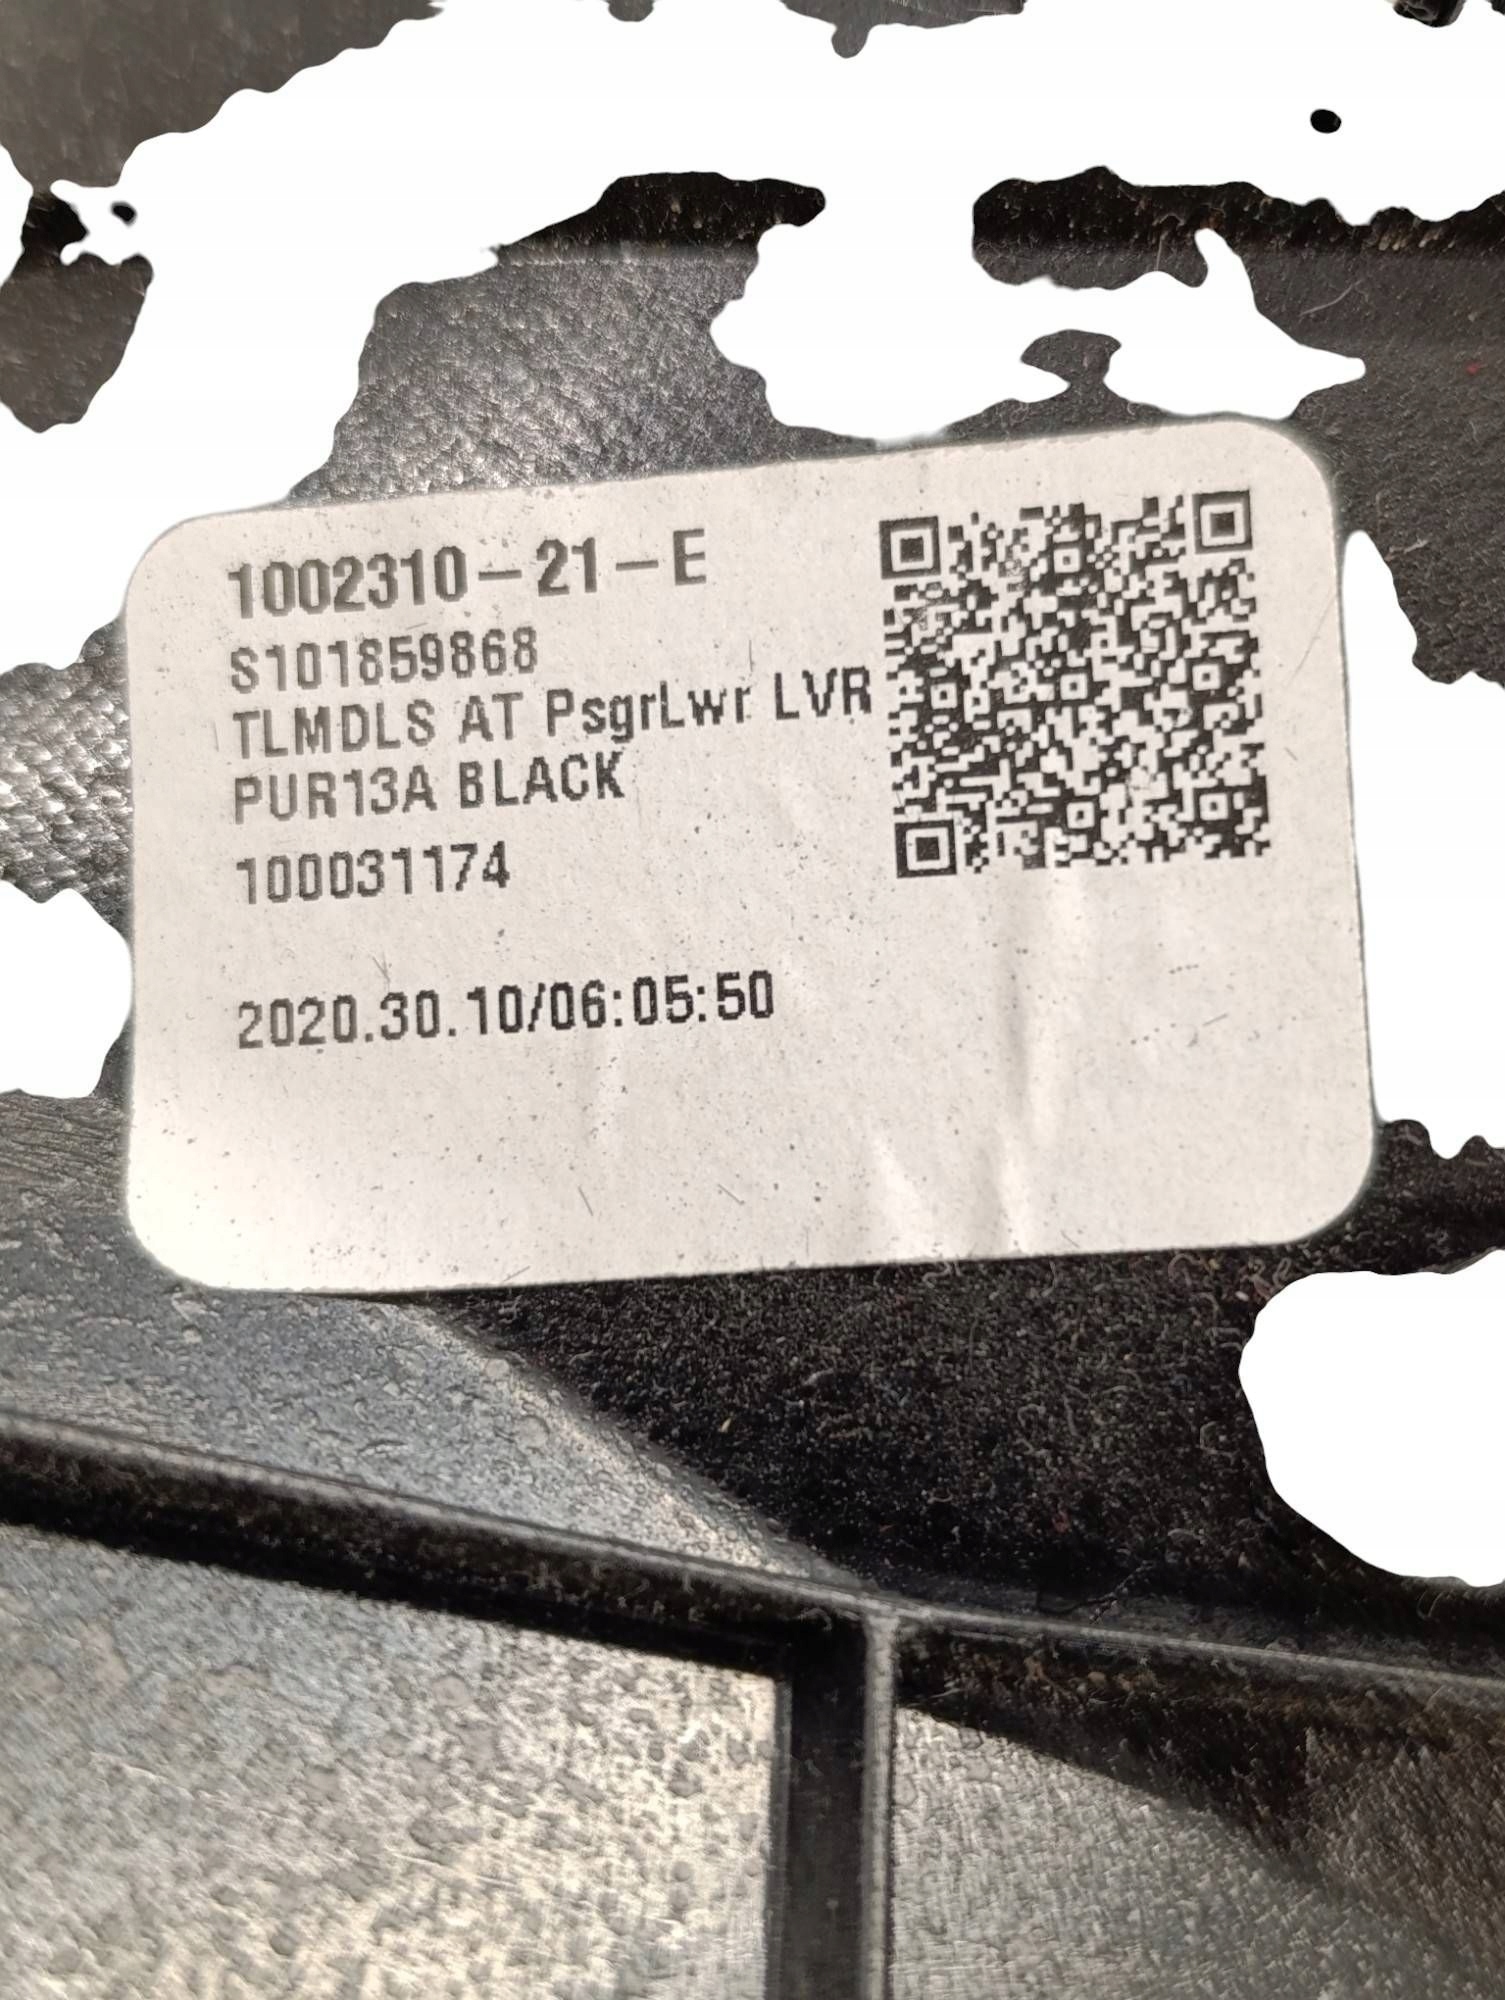 1002310-21-E
S101859868
TLMDLS AT PsgrLwr LVR
PUR13A BLACK
100031174
2020.30.10/06:05:50